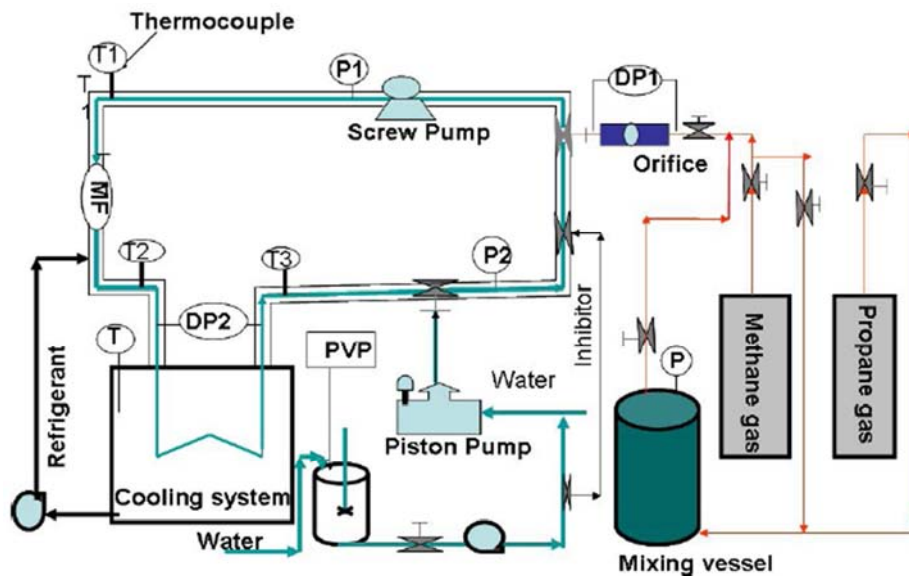 Thermocouple
T1
P1
DP1
Screw Pump
Orifice
MF
T2
T3
P2
DP2
T
PVP
Inhibitor
Methane gas
Propane gas
P
Water
Refrigerant
Piston Pump
Cooling system
Water
Mixing vessel